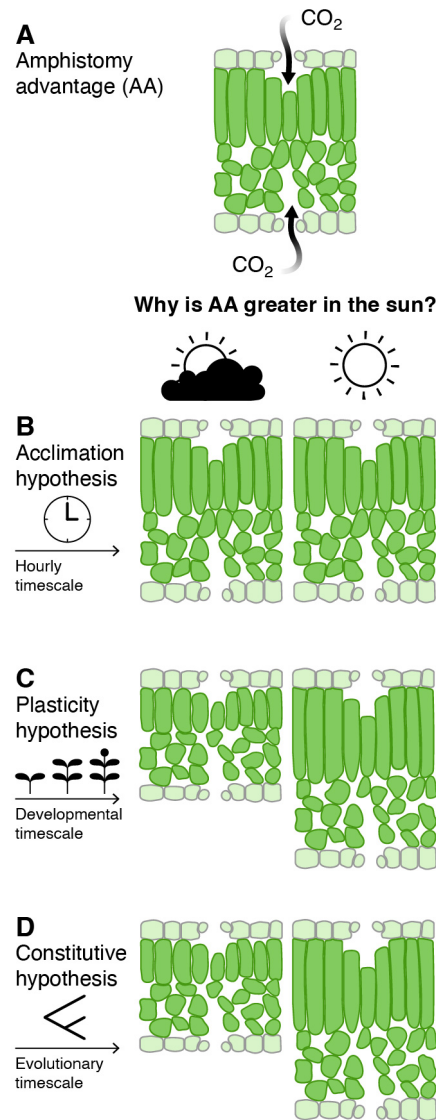 A
Amphistomy
advantage (AA)
CO₂
CO₂
Why is AA greater in the sun?
B
Acclimation
hypothesis
Hourly
timescale
C
Plasticity
hypothesis
Developmental
timescale
D
Constitutive
hypothesis
Evolutionary
timescale